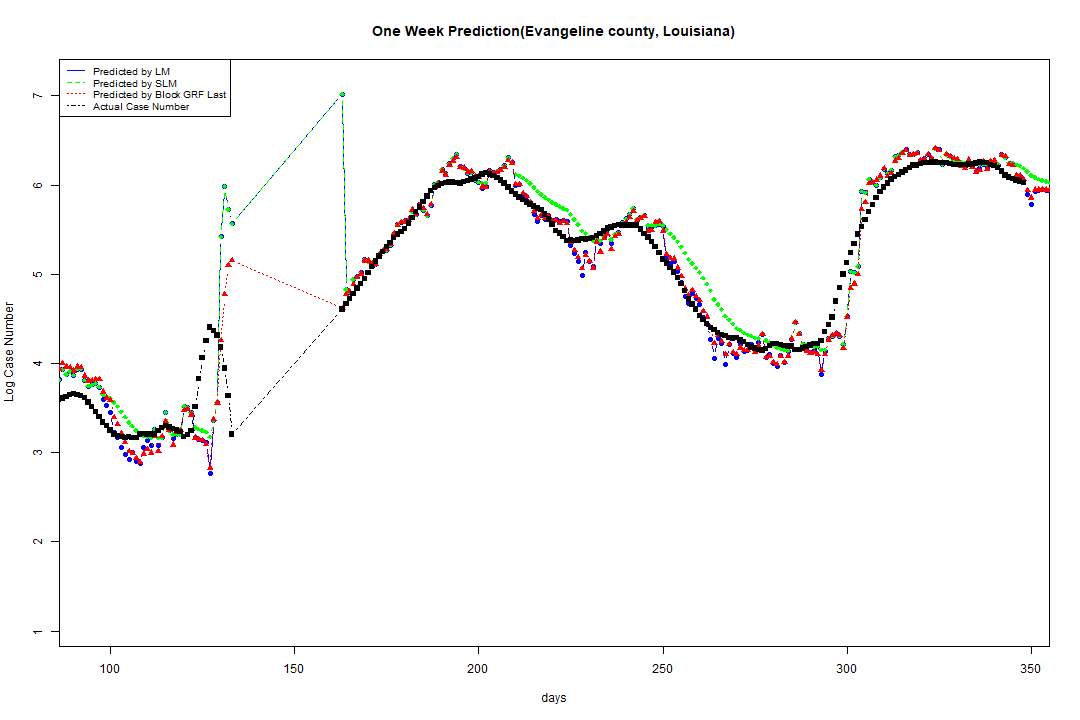 One Week Prediction(Evangeline county, Louisiana)
Predicted by LM
Predicted by SLM
Predicted by Block GRF Last
Actual Case Number
7
6
5
4
3
2
1
Log Case Number
100 150 200 250 300 350
days